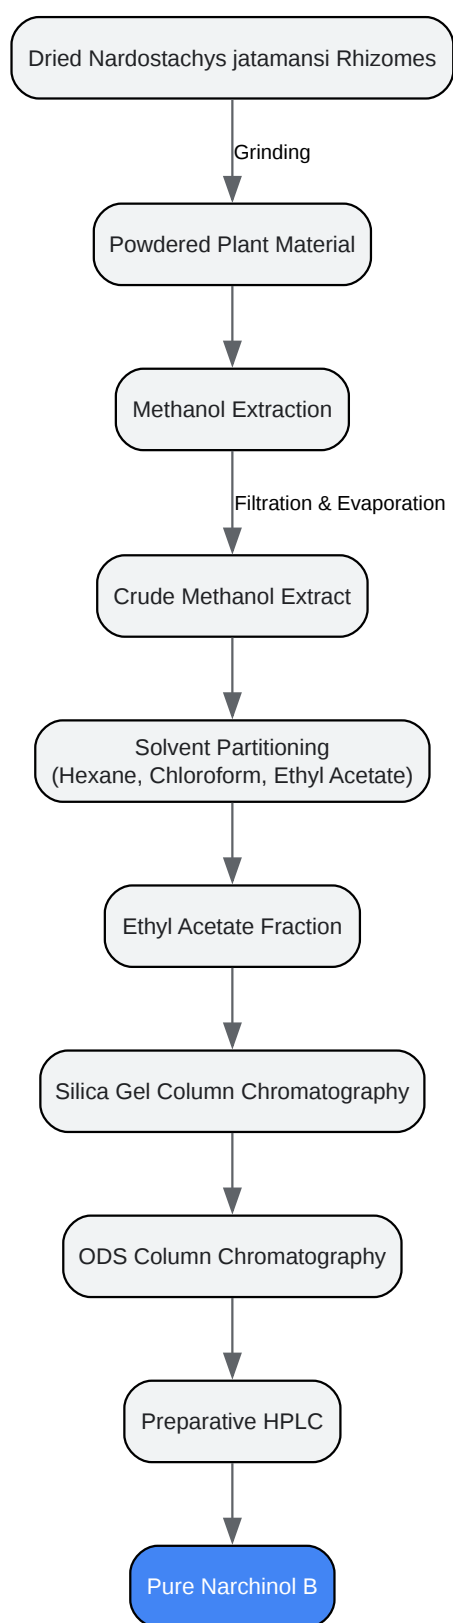 Dried Nardostachys jatamansi Rhizomes
Grinding
Powdered Plant Material
Methanol Extraction
Filtration & Evaporation
Crude Methanol Extract
Solvent Partitioning
(Hexane, Chloroform, Ethyl Acetate)
Ethyl Acetate Fraction
Silica Gel Column Chromatography
ODS Column Chromatography
Preparative HPLC
Pure Narchinol B